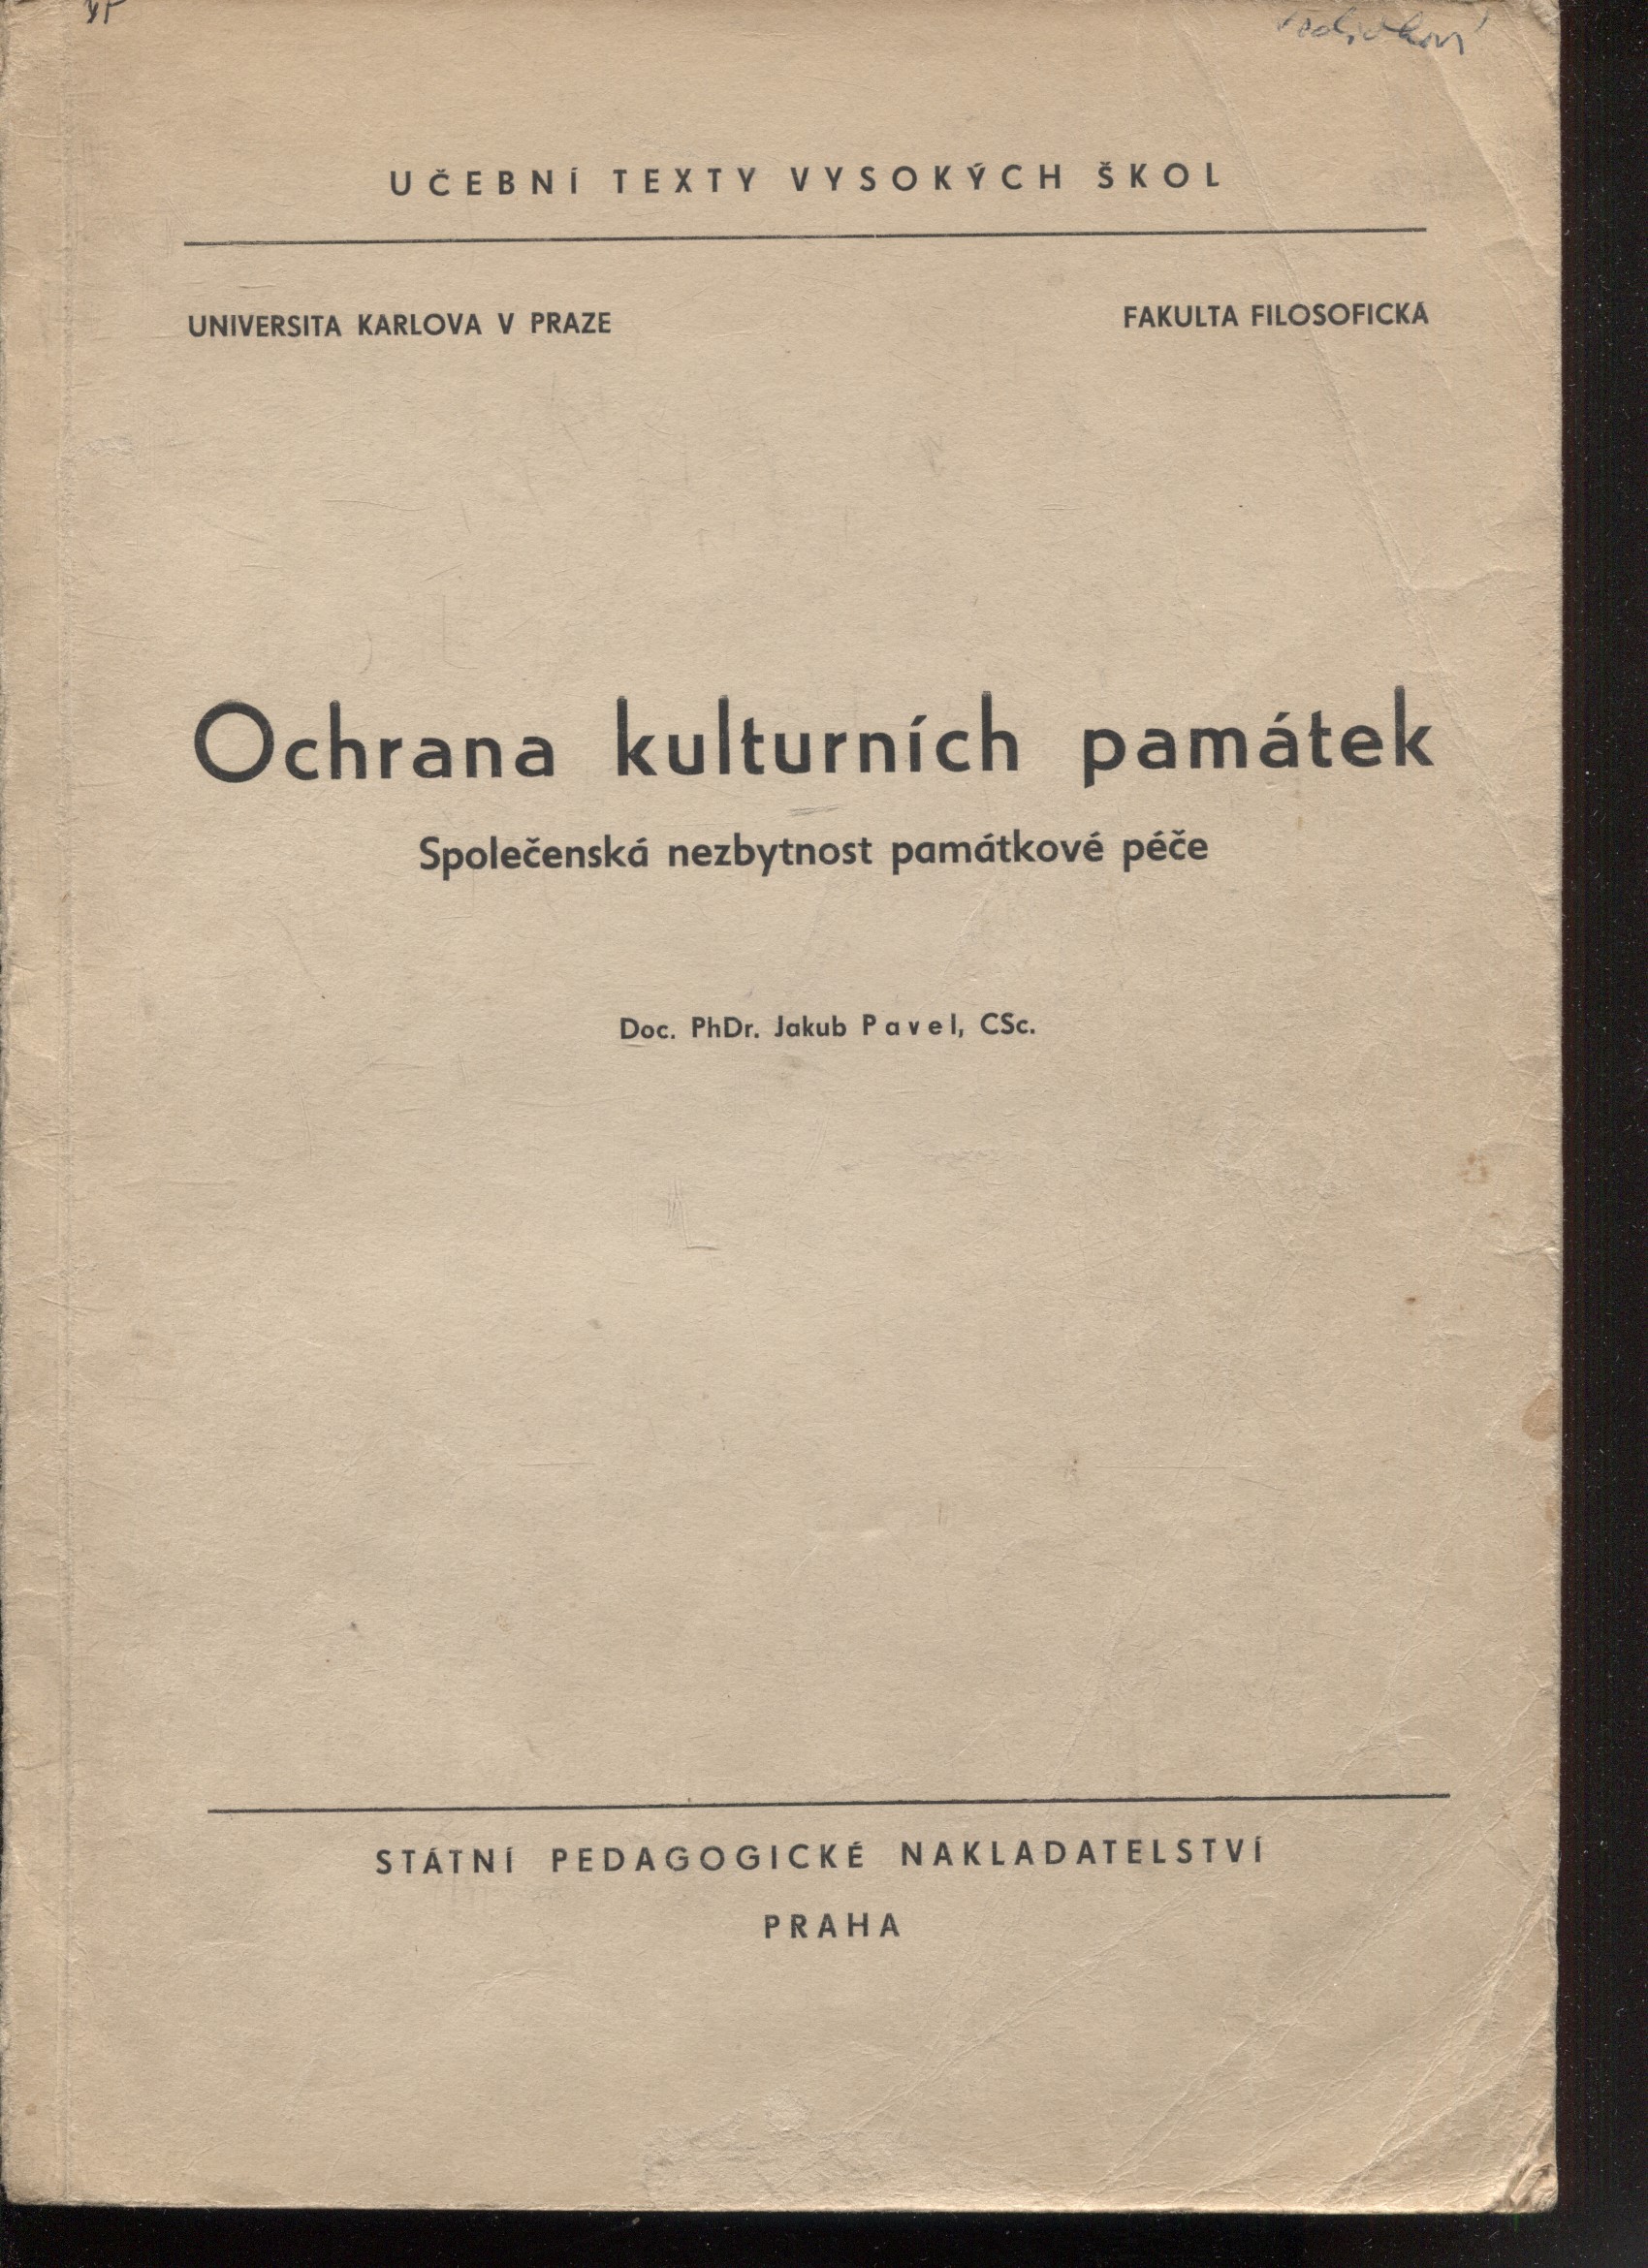 UČEBNÍ TEXTY VYSOKÝCH ŠKOL
UNIVERSITA KARLOVA V PRAZE FAKULTA FILOSOFICKÁ
Ochrana kulturních památek
Společenská nezbytnost památkové péče
Doc. PhDr. Jakub Pavel, CSc.
STÁTNÍ PEDAGOGICKÉ NAKLADATELSTVÍ
PRAHA